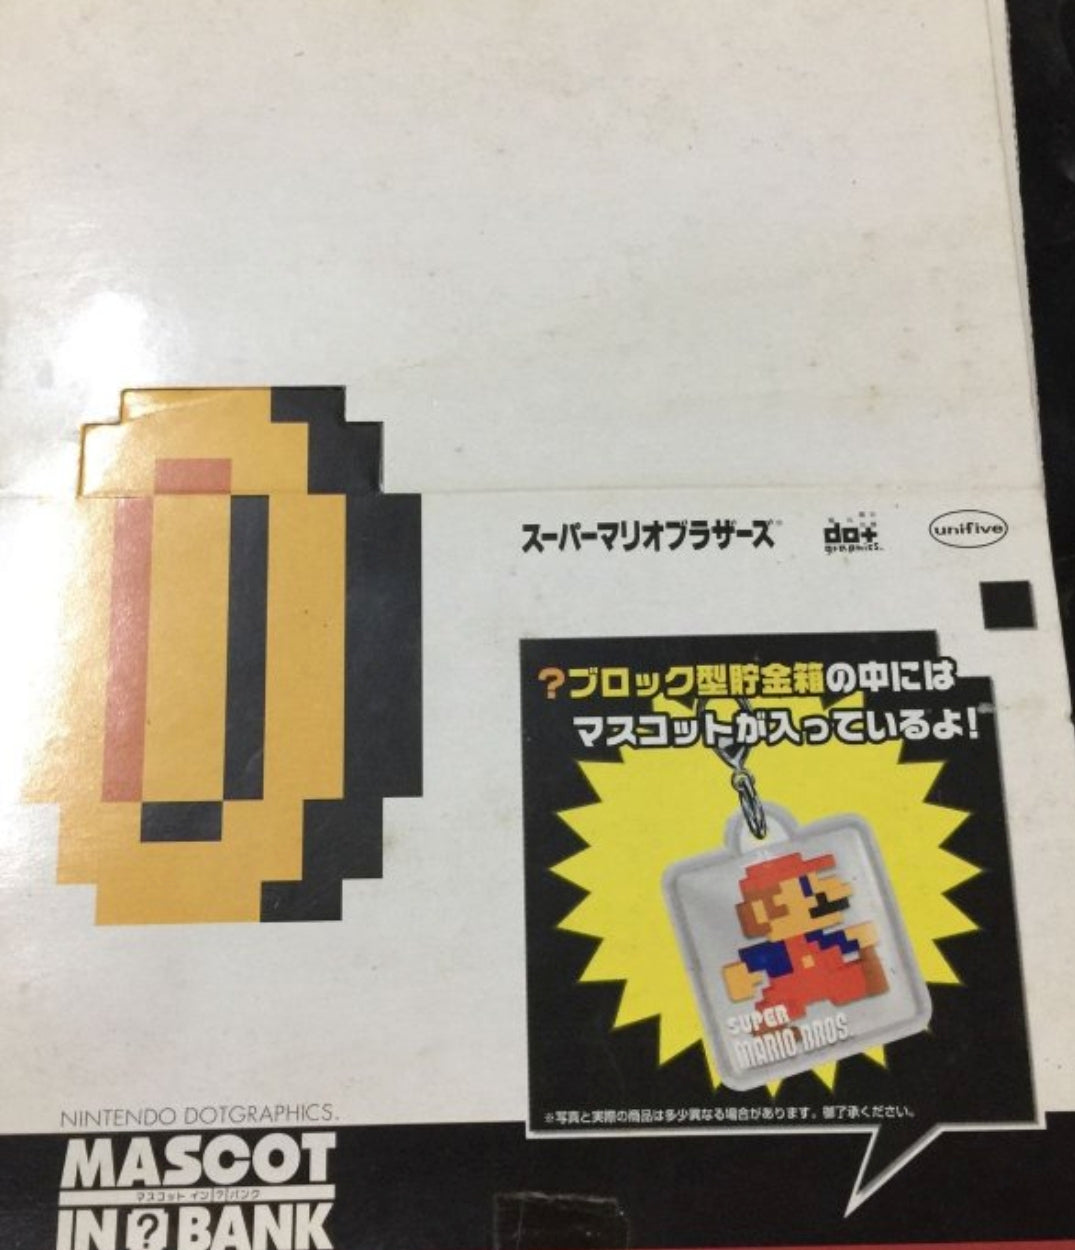 スーパーマリオブラザーズ®
dot
graphics.
unifive
?ブロック型貯金箱の中には
マスコットが入っているよ!
SUPER
MARIO BROS.
※写真と実際の商品は多少異なる場合があります。御了承ください。
NINTENDO DOTGRAPHICS.
MASCOT
マスコット イン[?]バンク
IN ? BANK